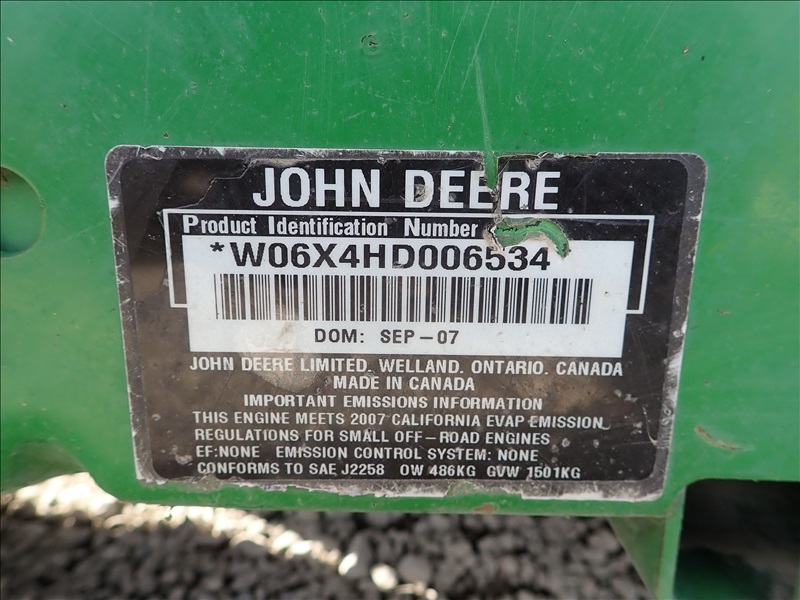 JOHN DEERE
Product Identification Number
*W06X4HD006534
DOM: SEP-07
JOHN DEERE LIMITED, WELLAND, ONTARIO, CANADA
MADE IN CANADA
IMPORTANT EMISSIONS INFORMATION
THIS ENGINE MEETS 2007 CALIFORNIA EVAP EMISSION
REGULATIONS FOR SMALL OFF-ROAD ENGINES
EF:NONE EMISSION CONTROL SYSTEM: NONE
CONFORMS TO SAE J2258 OW 486KG GVW 1501KG